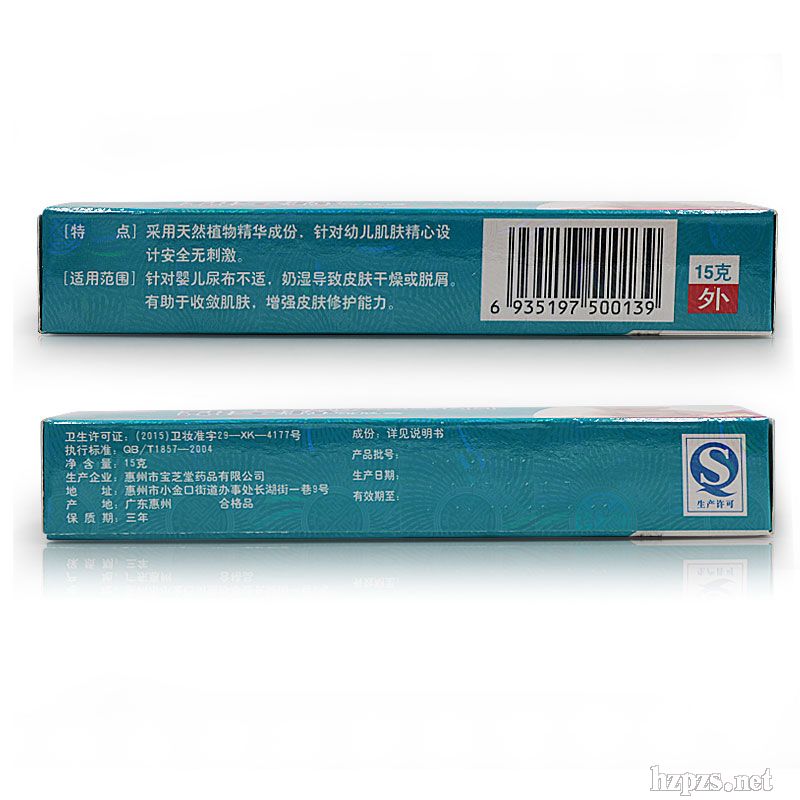 [特 点] 采用天然植物精华成份，针对幼儿肌肤精心设
计安全无刺激。
[适用范围] 针对婴儿尿布不适，奶湿导致皮肤干燥或脱屑。
有助于收敛肌肤，增强皮肤修护能力。
6 935197 500139
15克
外
卫生许可证：(2015)卫妆准字29—XK—4177号
执行标准：QB/T1857—2004
净 含 量：15克
生产企业：惠州市宝芝堂药品有限公司
地 址：惠州市小金口街道办事处长湖街一巷9号
产 地：广东惠州 合格品
保 质 期：三年
成份：详见说明书
产品批号：
生产日期：
有效期至：
QS
生产许可
hzpzs.net